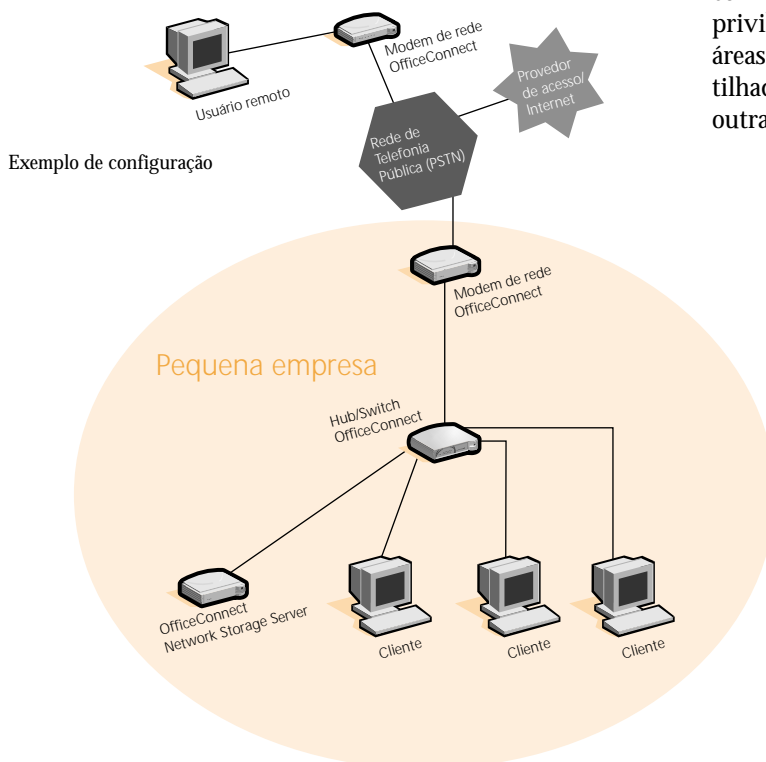 Modem de rede
OfficeConnect
Usuário remoto
Provedor
de acesso/
Internet
privi
áreas
tilhad
outra
Rede de
Telefonia
Pública (PSTN)
Exemplo de configuração
Modem de rede
OfficeConnect
Pequena empresa
Hub/Switch
OfficeConnect
OfficeConnect
Network Storage Server
Cliente
Cliente
Cliente